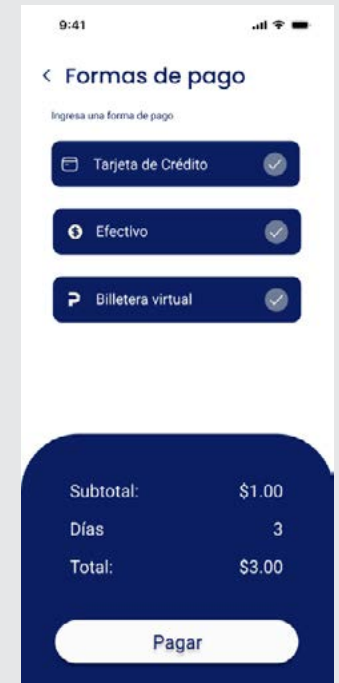 9:41
Formas de pago
Ingresa una forma de pago
Tarjeta de Crédito
Efectivo
Billetera virtual
Subtotal: $1.00
Días 3
Total: $3.00
Pagar